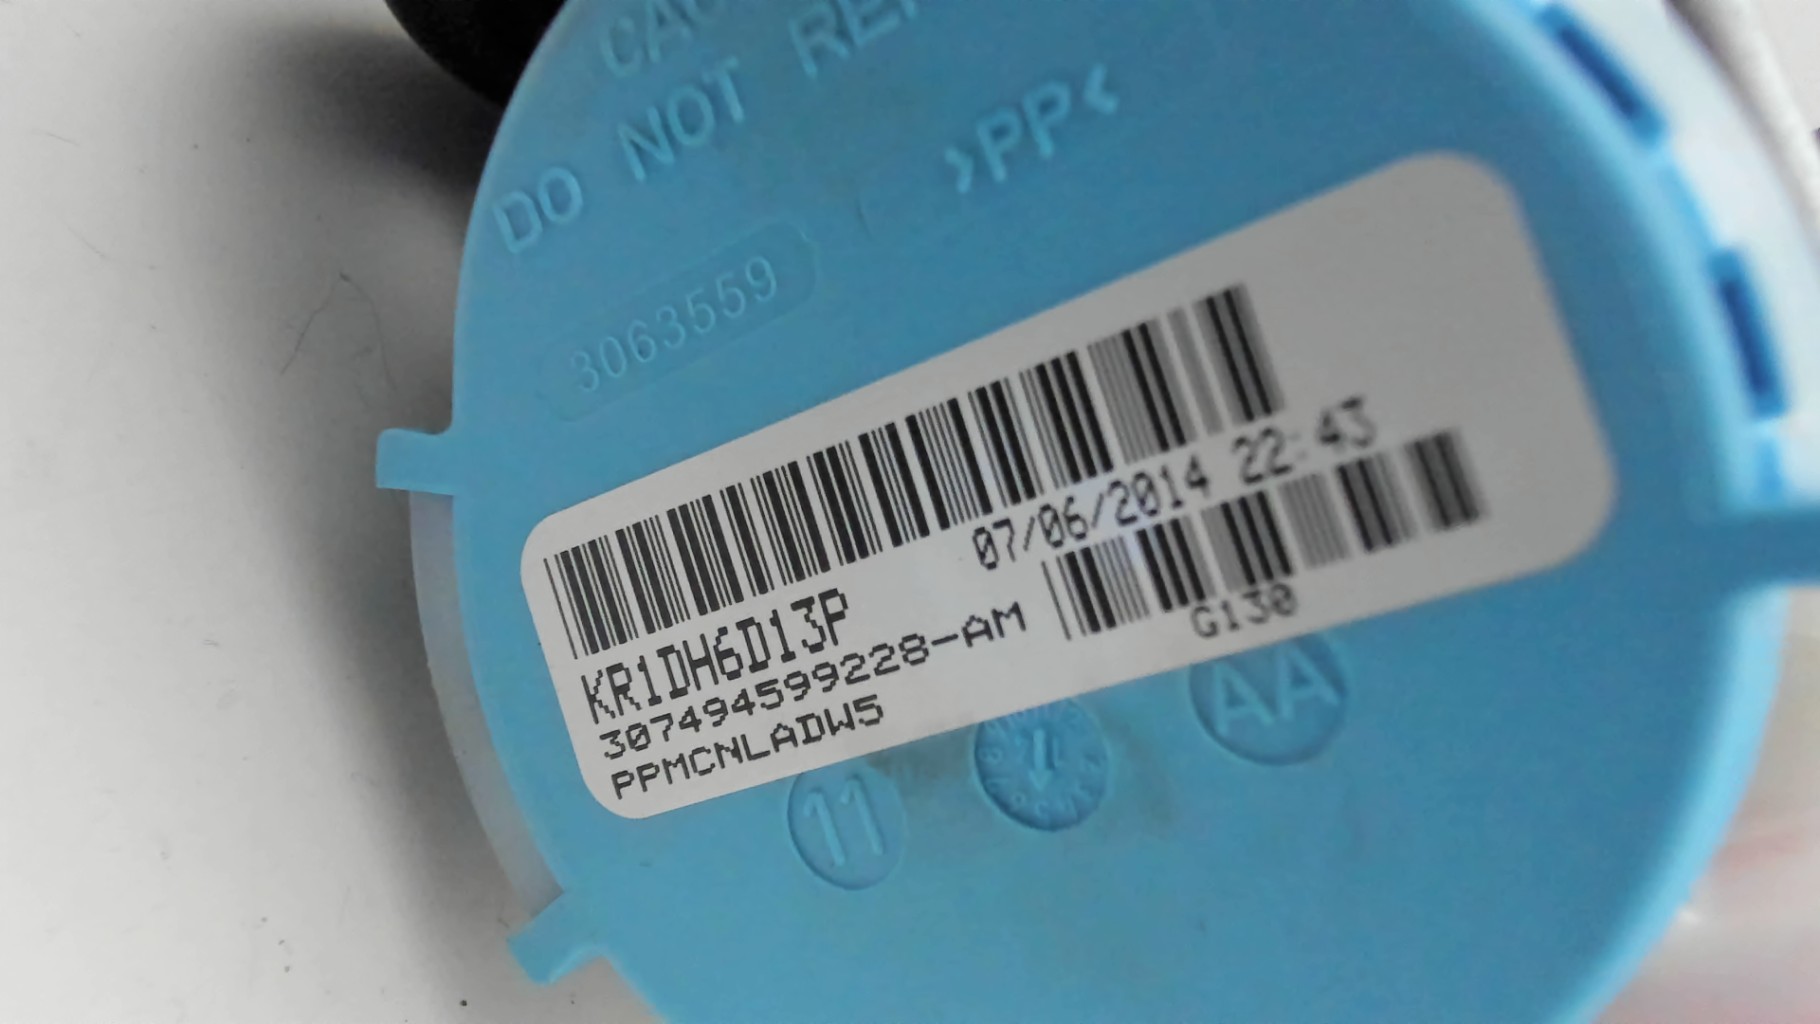 DO NOT
>PP<
3063559
07/06/2014 22:43
KR1DH6D13P
307494599228-AM
G130
PPMCNLADW5
11
AA